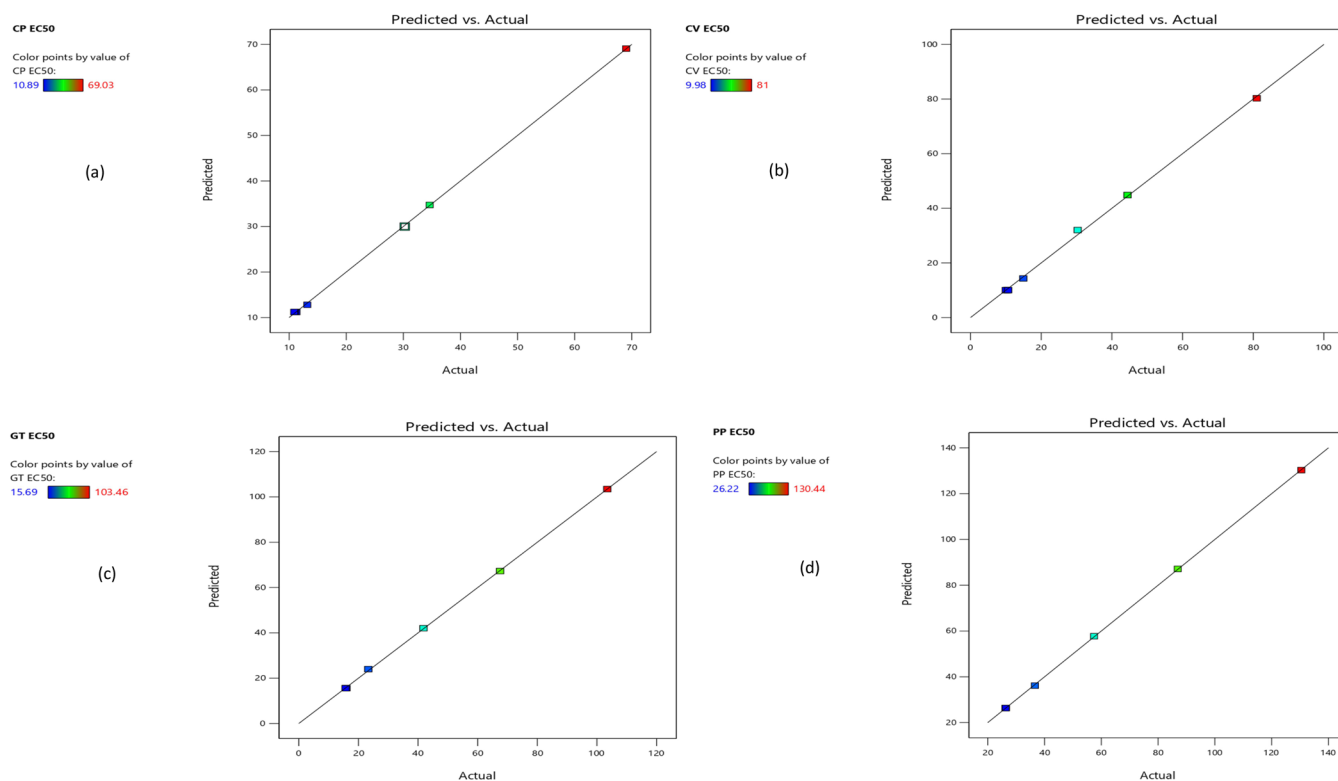 Predicted vs. Actual
CP EC50
Color points by value of
CP EC50:
10.89 69.03
(a)
Predicted
70
60
50
40
30
20
10
10 20 30 40 50 60 70
Actual
Predicted vs. Actual
CV EC50
Color points by value of
CV EC50:
9.98 81
(b)
Predicted
100
80
60
40
20
0
0 20 40 60 80 100
Actual
Predicted vs. Actual
GT EC50
Color points by value of
GT EC50:
15.69 103.46
(c)
Predicted
120
100
80
60
40
20
0
0 20 40 60 80 100 120
Actual
Predicted vs. Actual
PP EC50
Color points by value of
PP EC50:
26.22 130.44
(d)
Predicted
140
120
100
80
60
40
20
20 40 60 80 100 120 140
Actual